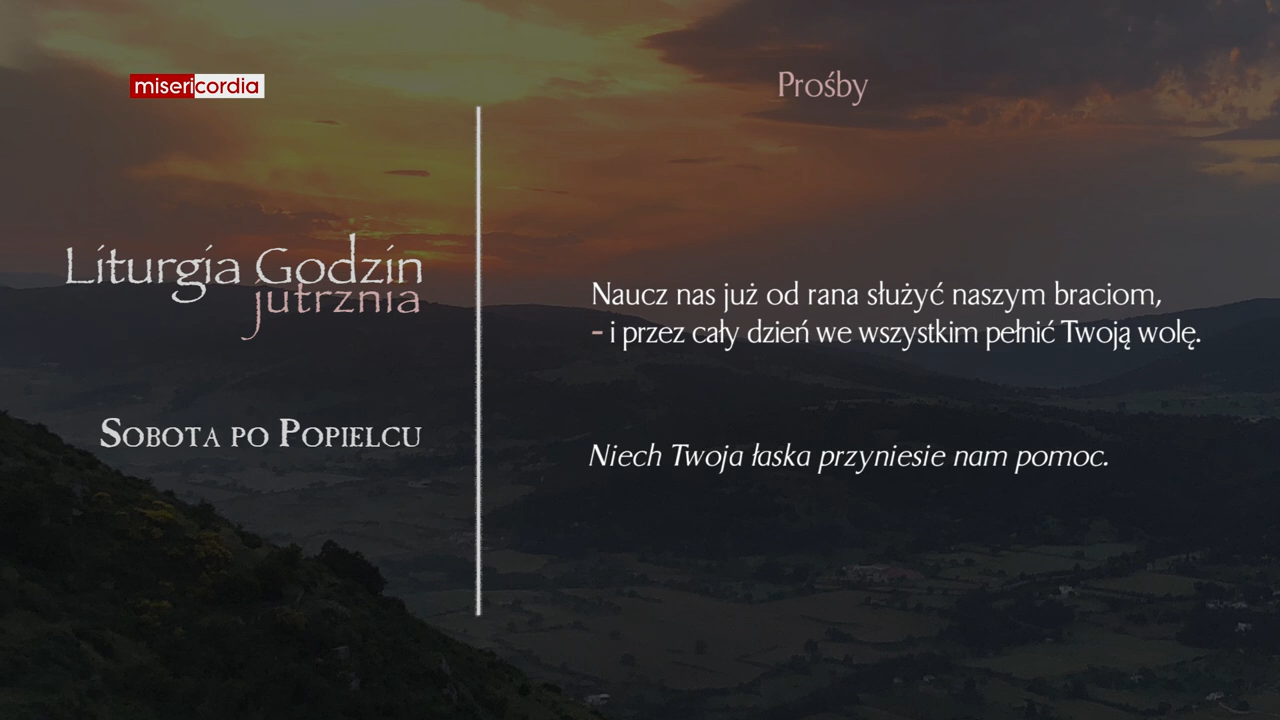 misericordia
Liturgia Godzin
jutrznia
Sobota po Popielcu
Prośby
Naucz nas już od rana służyć naszym braciom,
- i przez cały dzień we wszystkim pełnić Twoją wolę.
Niech Twoja łaska przyniesie nam pomoc.